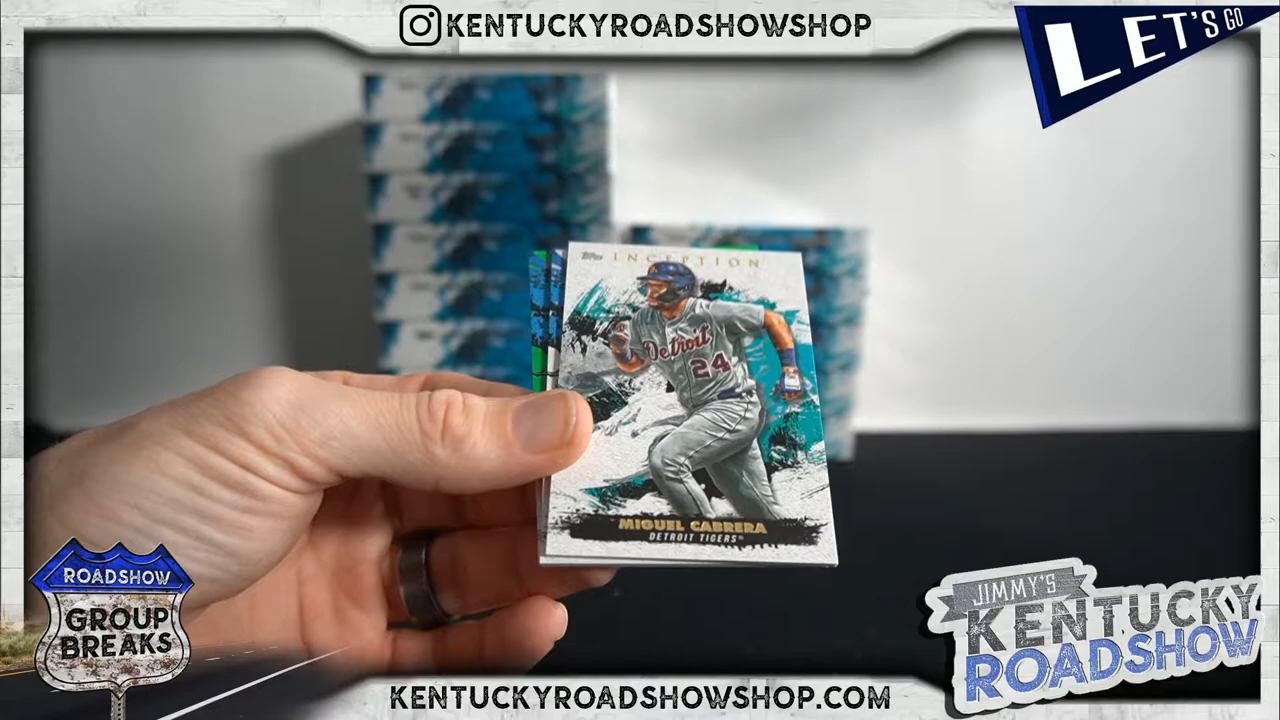 KENTUCKYROADSHOWSHOP
LET'S GO
Topps
INCEPTION
Detroit
24
MIGUEL CABRERA
DETROIT TIGERS®
ROADSHOW
GROUP
BREAKS
JIMMY'S
KENTUCKY
ROADSHOW
KENTUCKYROADSHOWSHOP.COM